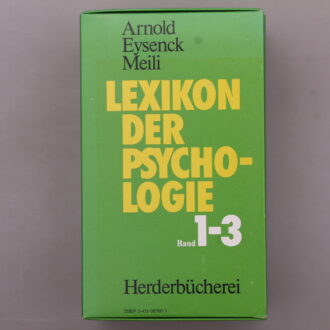 Arnold
Eysenck
Meili
LEXIKON
DER
PSYCHO-
LOGIE
Band 1-3
Herderbücherei